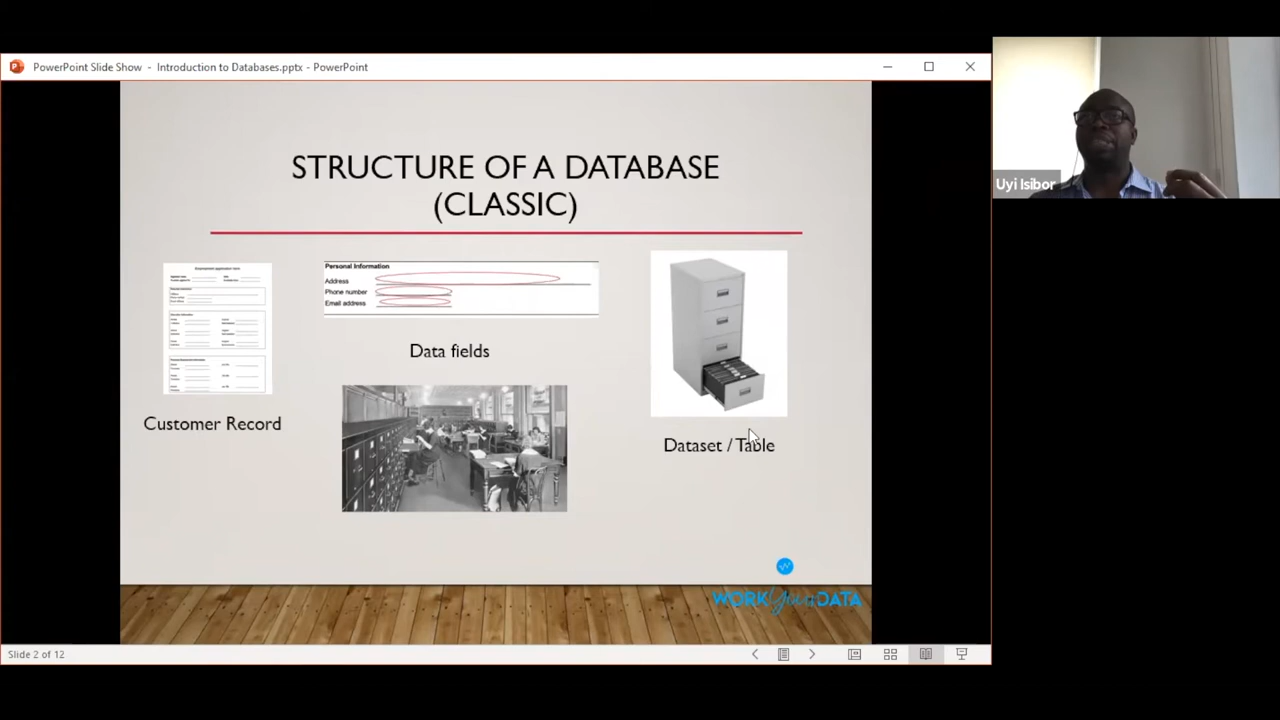 PowerPoint Slide Show - Introduction to Databases.pptx - PowerPoint
Uyi Isibor
STRUCTURE OF A DATABASE
(CLASSIC)
Personal Information
Address
Phone number
Email address
Data fields
Customer Record
Dataset / Table
WORK Your DATA
Slide 2 of 12